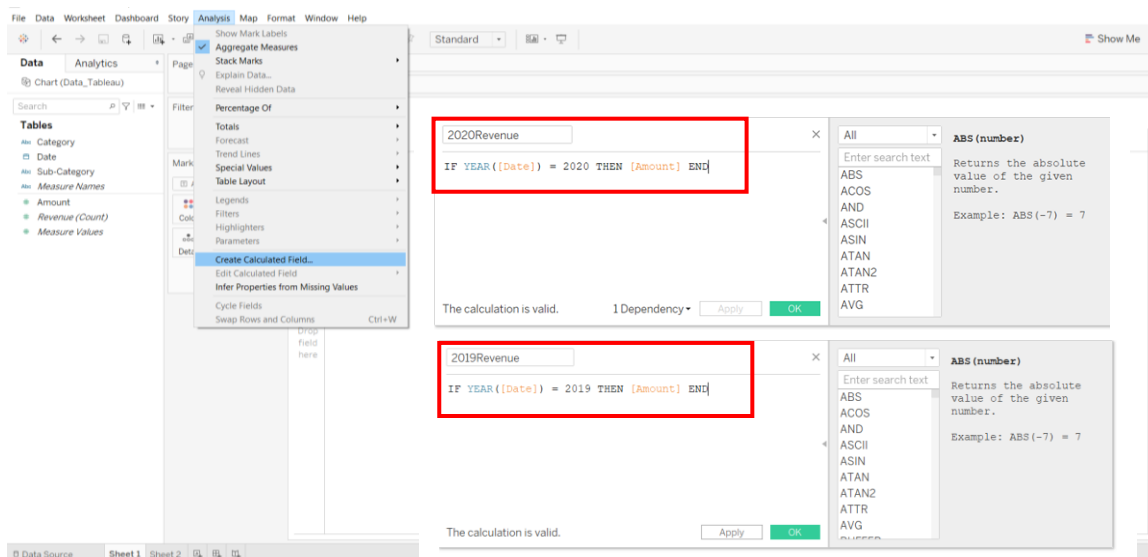 File Data Worksheet Dashboard Story Analysis Map Format Window Help
Standard
Show Me
Data Analytics
Chart (Data_Tableau)
Search
Tables
Abc Category
Date
Abc Sub-Category
Abc Measure Names
Amount
Revenue (Count)
Measure Values
Show Mark Labels
Aggregate Measures
Stack Marks
Explain Data...
Reveal Hidden Data
Percentage Of
Totals
Forecast
Trend Lines
Special Values
Table Layout
Legends
Filters
Highlighters
Parameters
Create Calculated Field...
Edit Calculated Field
Infer Properties from Missing Values
Cycle Fields
Swap Rows and Columns Ctrl+W
Drop
field
here
2020Revenue
IF YEAR([Date]) = 2020 THEN [Amount] END
The calculation is valid. 1 Dependency Apply OK
All
Enter search text
ABS
ACOS
AND
ASCII
ASIN
ATAN
ATAN2
ATTR
AVG
ABS(number)
Returns the absolute
value of the given
number.
Example: ABS(-7) = 7
2019Revenue
IF YEAR([Date]) = 2019 THEN [Amount] END
The calculation is valid. Apply OK
All
Enter search text
ABS
ACOS
AND
ASCII
ASIN
ATAN
ATAN2
ATTR
AVG
ABS(number)
Returns the absolute
value of the given
number.
Example: ABS(-7) = 7
Data Source Sheet 1 Sheet 2